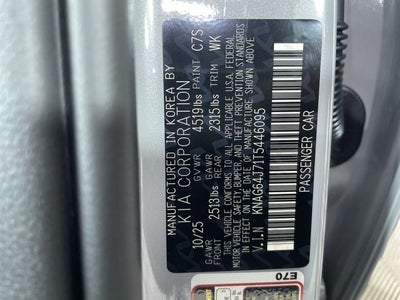 MANUFACTURED IN KOREA BY
KIA CORPORATION
10/25 GVWR 4519lbs PAINT C7S
GAWR FRONT 2513lbs GAWR REAR 2315lbs TRIM WK
THIS VEHICLE CONFORMS TO ALL APPLICABLE U.S.A. FEDERAL
MOTOR VEHICLE SAFETY BUMPER AND THEFT PREVENTION STANDARDS
IN EFFECT ON THE DATE OF MANUFACTURE SHOWN ABOVE
V.I.N KNAG64J71T5446095
PASSENGER CAR
E70